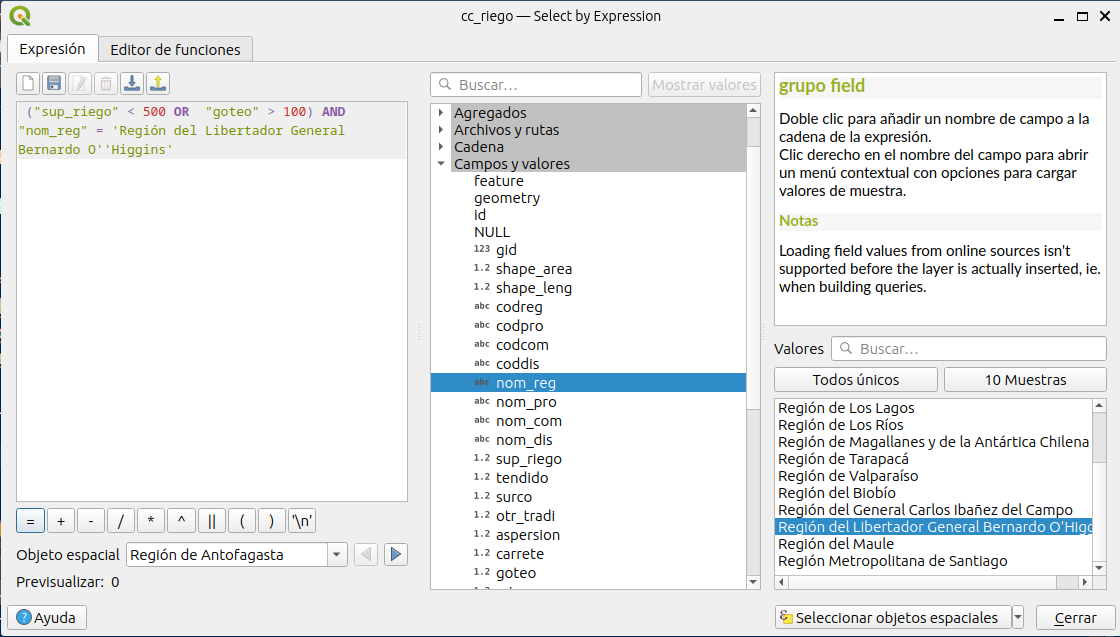 cc_riego — Select by Expression
Expresión
Editor de funciones
("sup_riego" < 500 OR "goteo" > 100) AND
"nom_reg" = 'Región del Libertador General
Bernardo O''Higgins'
= + - / * ^ || ( ) '\n'
Objeto espacial Región de Antofagasta
Previsualizar: 0
Buscar…
Mostrar valores
Agregados
Archivos y rutas
Cadena
Campos y valores
feature
geometry
id
NULL
123 gid
1.2 shape_area
1.2 shape_leng
abc codreg
abc codpro
abc codcom
abc coddis
abc nom_reg
abc nom_pro
abc nom_com
abc nom_dis
1.2 sup_riego
1.2 tendido
1.2 surco
1.2 otr_tradi
1.2 aspersion
1.2 carrete
1.2 goteo
grupo field
Doble clic para añadir un nombre de campo a la
cadena de la expresión.
Clic derecho en el nombre del campo para abrir
un menú contextual con opciones para cargar
valores de muestra.
Notas
Loading field values from online sources isn't
supported before the layer is actually inserted, ie.
when building queries.
Valores Buscar…
Todos únicos
10 Muestras
Región de Los Lagos
Región de Los Ríos
Región de Magallanes y de la Antártica Chilena
Región de Tarapacá
Región de Valparaíso
Región del Biobío
Región del General Carlos Ibañez del Campo
Región del Libertador General Bernardo O'Higg
Región del Maule
Región Metropolitana de Santiago
Ayuda
Seleccionar objetos espaciales
Cerrar